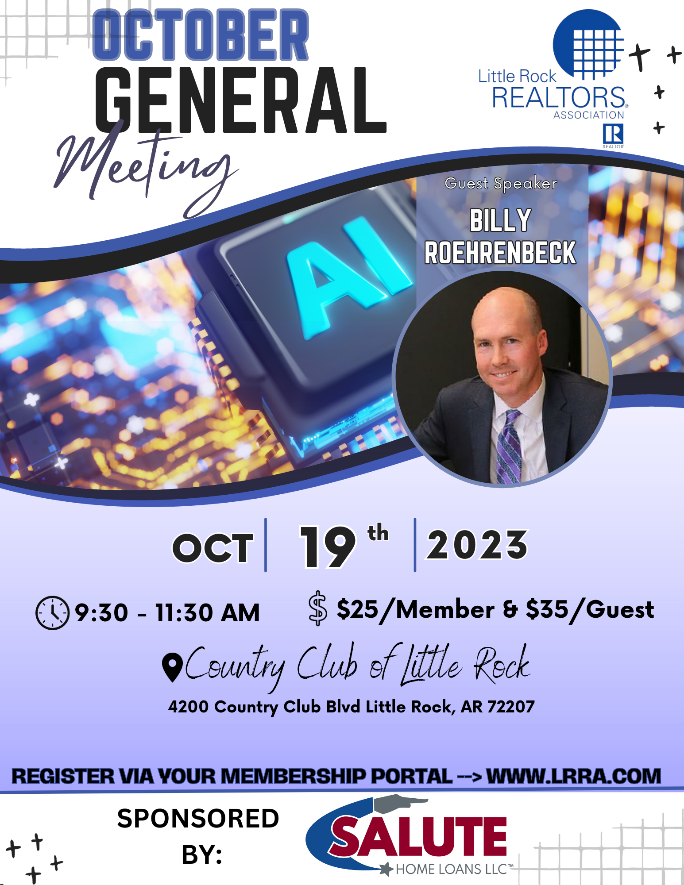 OCTOBER
GENERAL
Meeting
Little Rock
REALTORS®
ASSOCIATION
R
REALTOR
Guest Speaker
BILLY
ROEHRENBECK
AI
OCT 19th 2023
9:30 - 11:30 AM $25/Member & $35/Guest
Country Club of Little Rock
4200 Country Club Blvd Little Rock, AR 72207
REGISTER VIA YOUR MEMBERSHIP PORTAL --> WWW.LRRA.COM
SPONSORED
BY:
SALUTE
HOME LOANS LLC™